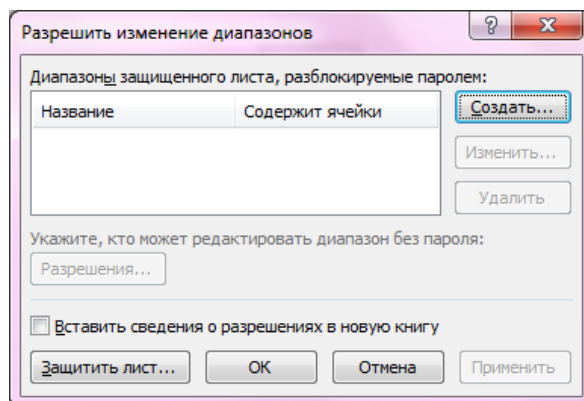 Разрешить изменение диапазонов
Диапазоны защищенного листа, разблокируемые паролем:
Название Содержит ячейки
Создать...
Изменить...
Удалить
Укажите, кто может редактировать диапазон без пароля:
Разрешения...
Вставить сведения о разрешениях в новую книгу
Защитить лист... ОК Отмена Применить